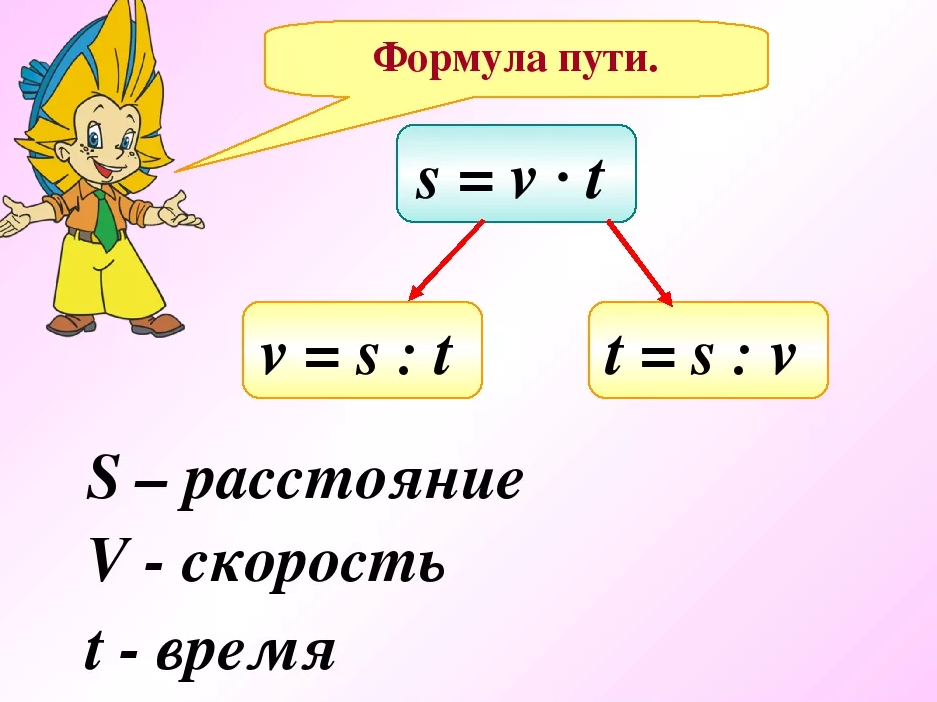 Формула пути.
s = v · t
v = s : t
t = s : v
S – расстояние
V - скорость
t - время